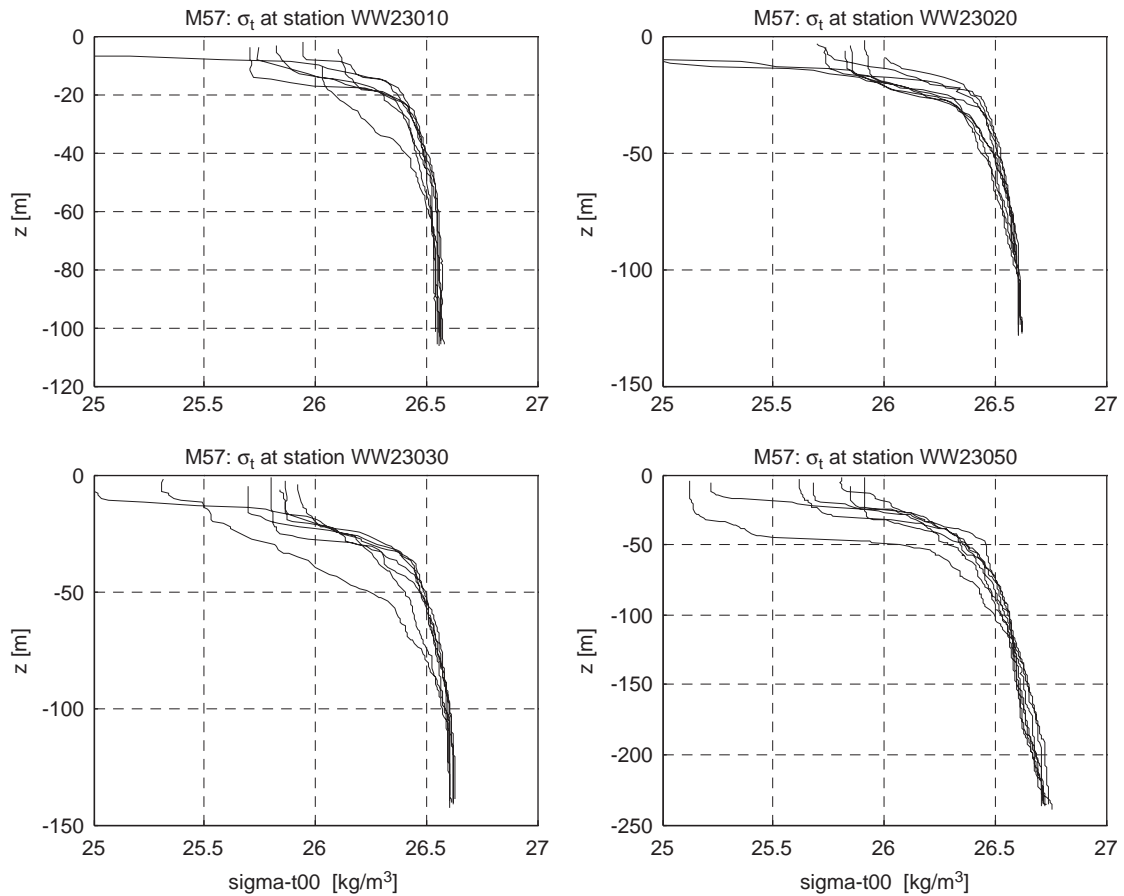 M57: σt at station WW23010
0
-20
-40
-60
-80
-100
-120
z [m]
25 25.5 26 26.5 27
M57: σt at station WW23020
0
-50
-100
-150
z [m]
25 25.5 26 26.5 27
M57: σt at station WW23030
0
-50
-100
-150
z [m]
25 25.5 26 26.5 27
sigma-t00 [kg/m³]
M57: σt at station WW23050
0
-50
-100
-150
-200
-250
z [m]
25 25.5 26 26.5 27
sigma-t00 [kg/m³]